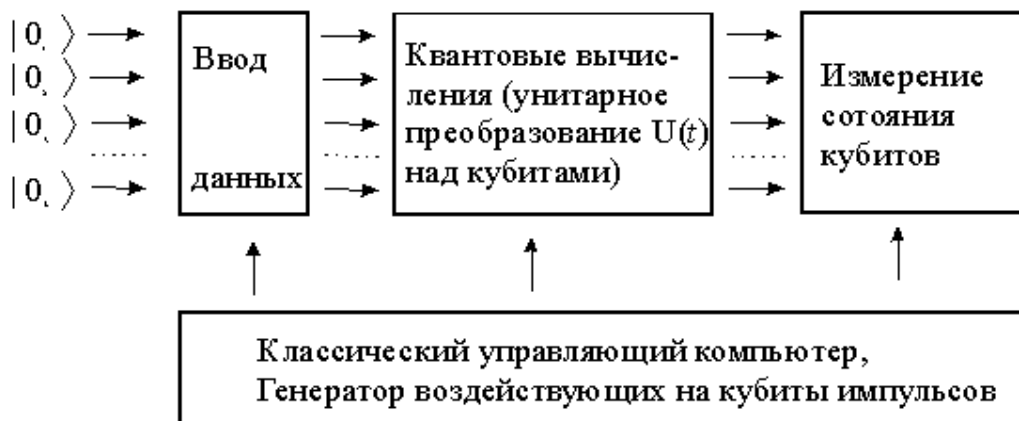 |0,⟩
|0,⟩
|0,⟩
|0,⟩
Ввод
данных
Квантовые вычис-
ления (унитарное
преобразование U(t)
над кубитами)
Измерение
сотояния
кубитов
Классический управляющий компьютер,
Генератор воздействующих на кубиты импульсов